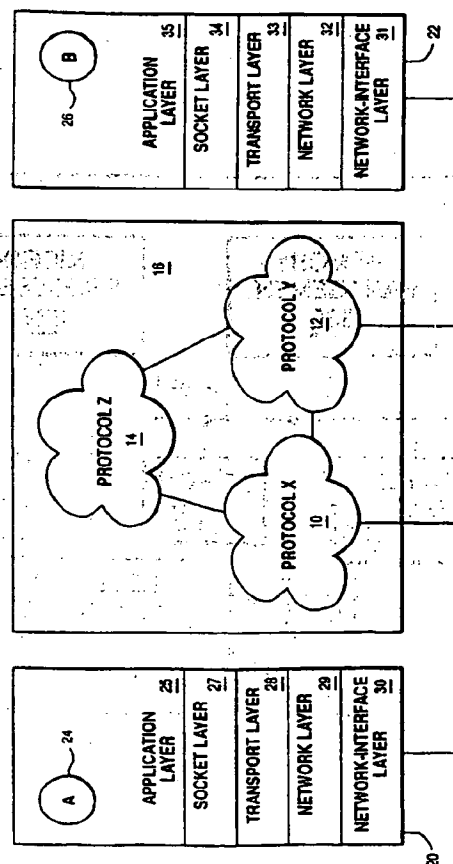 A
24
APPLICATION LAYER 25
SOCKET LAYER 27
TRANSPORT LAYER 28
NETWORK LAYER 29
NETWORK-INTERFACE LAYER 30
20
PROTOCOL Z
14
16
PROTOCOL X
10
PROTOCOL Y
12
B
26
APPLICATION LAYER 35
SOCKET LAYER 34
TRANSPORT LAYER 33
NETWORK LAYER 32
NETWORK-INTERFACE LAYER 31
22